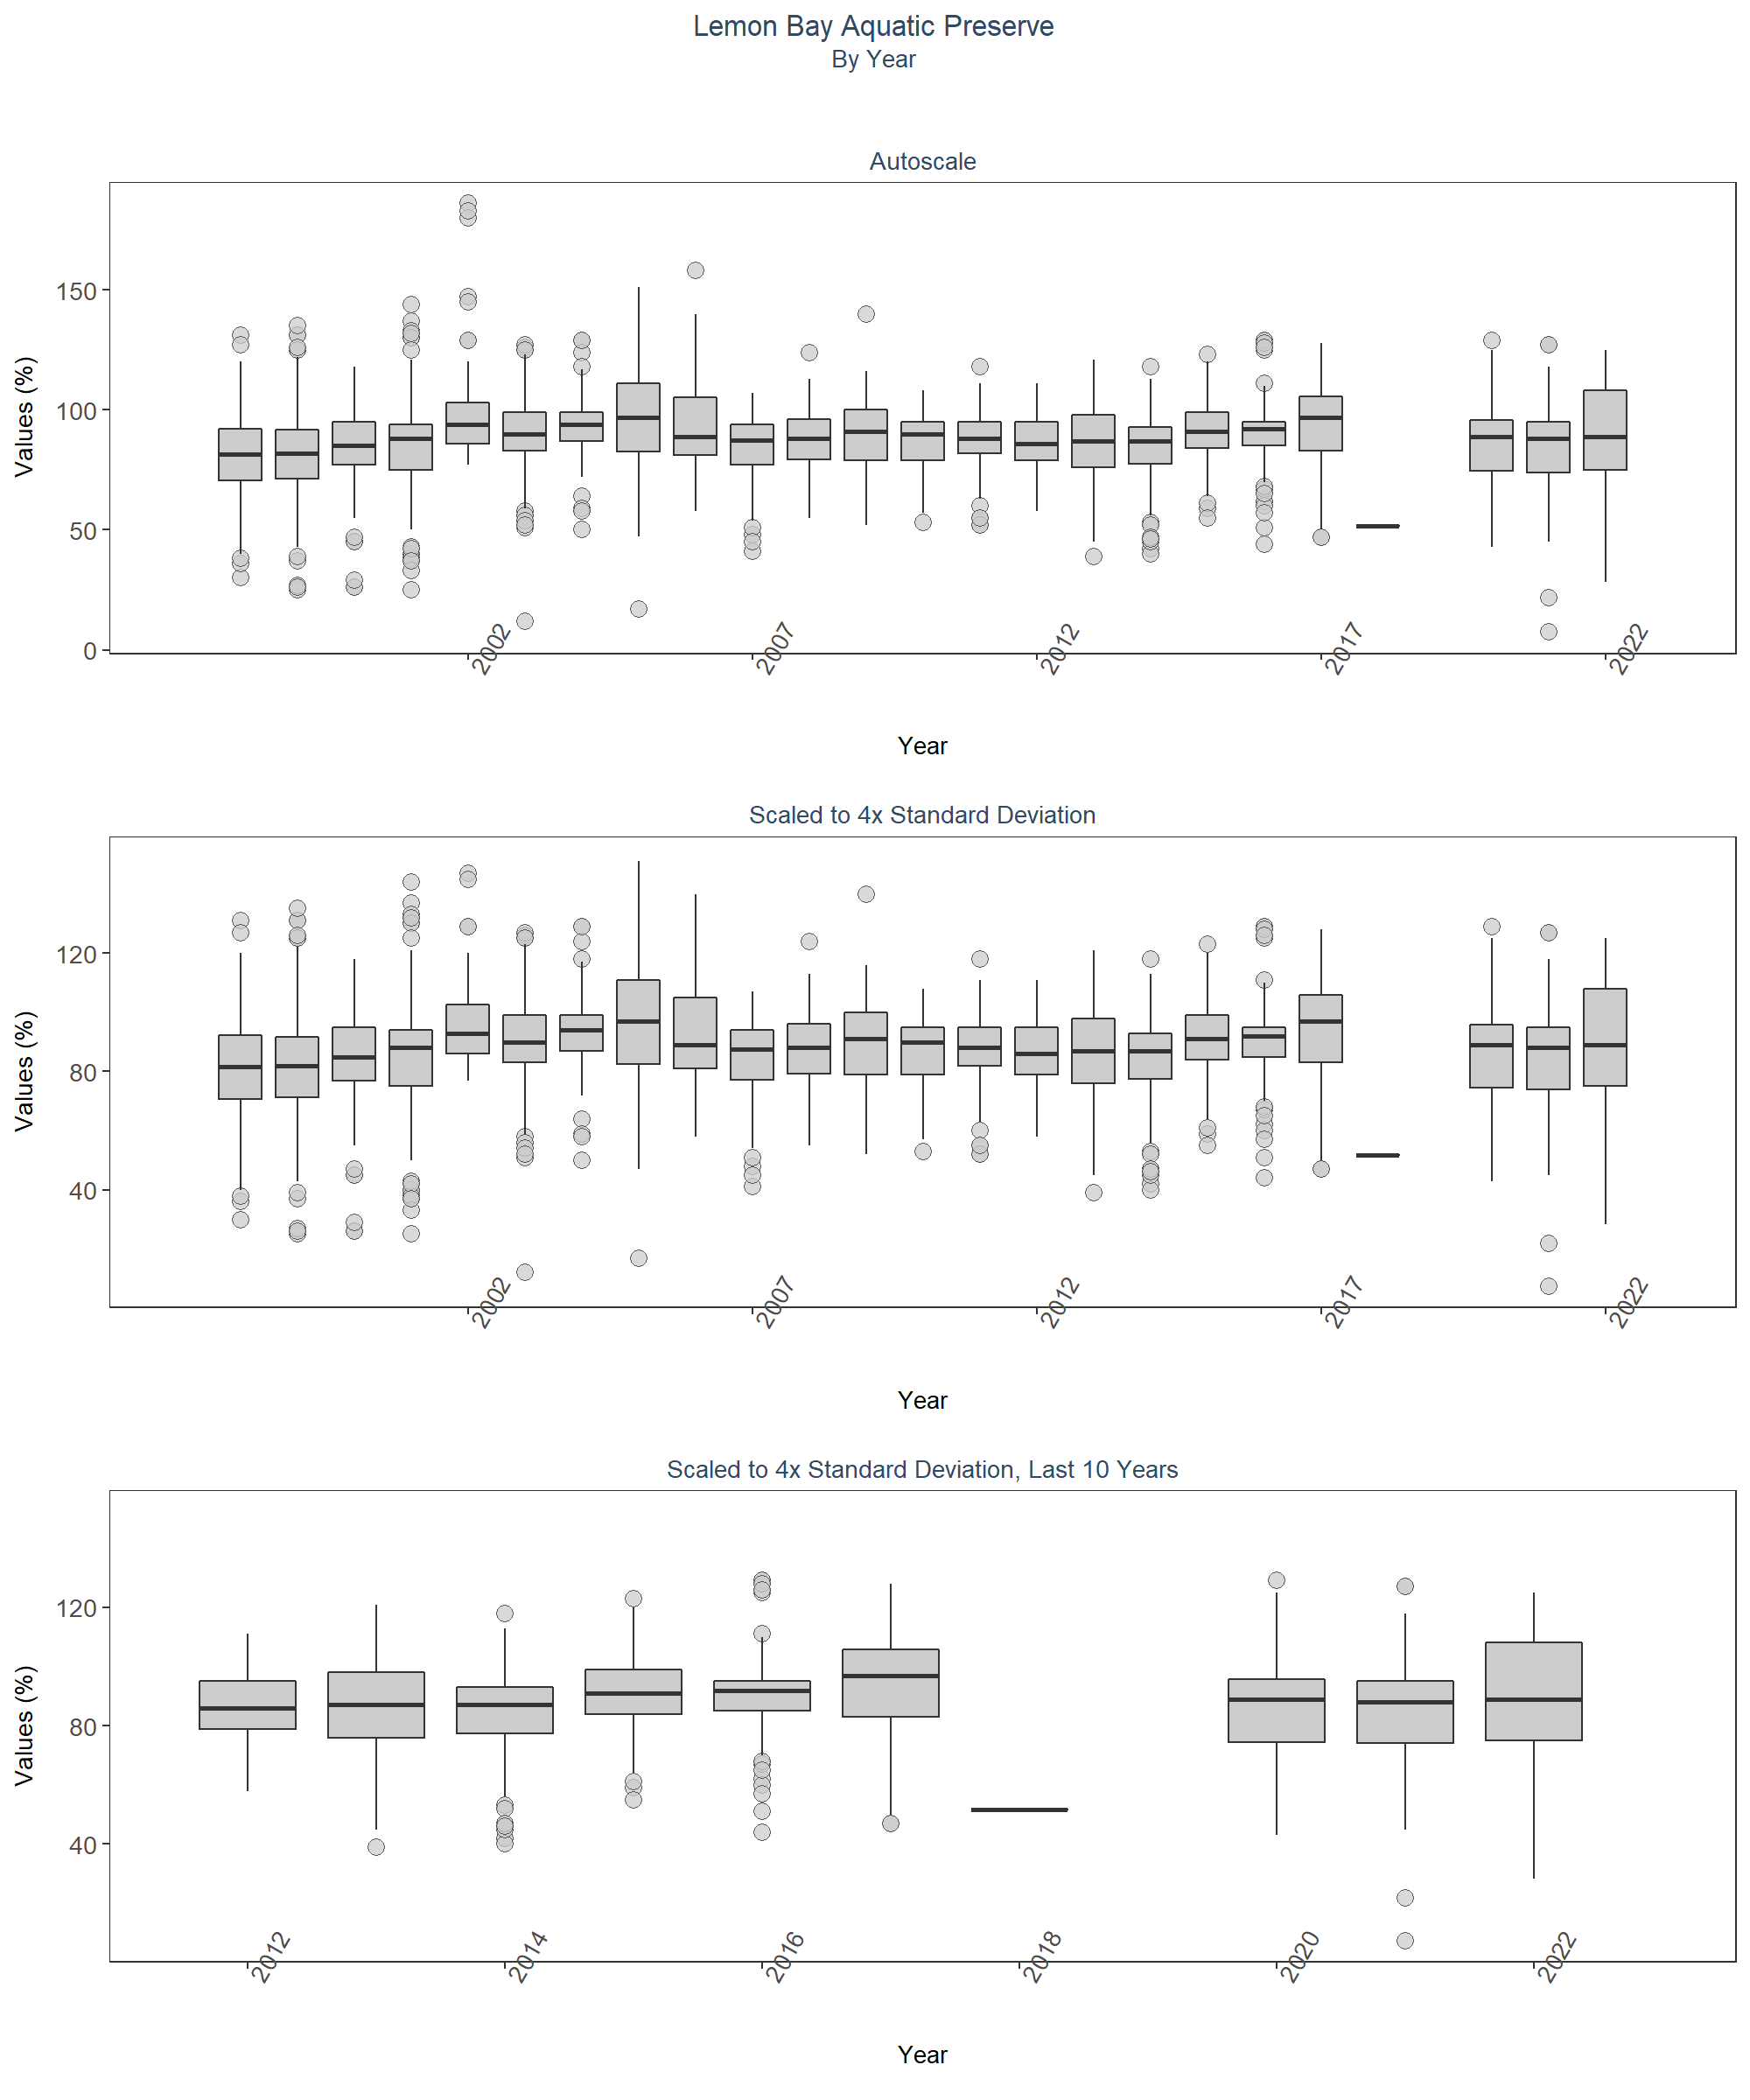 Lemon Bay Aquatic Preserve
By Year
Autoscale
Values (%)
150
100
50
0
2002
2007
2012
2017
2022
Year
Scaled to 4x Standard Deviation
Values (%)
120
80
40
2002
2007
2012
2017
2022
Year
Scaled to 4x Standard Deviation, Last 10 Years
Values (%)
120
80
40
2012
2014
2016
2018
2020
2022
Year